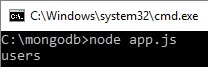 C:\Windows\system32\cmd.exe
C:\mongodb>node app.js
users